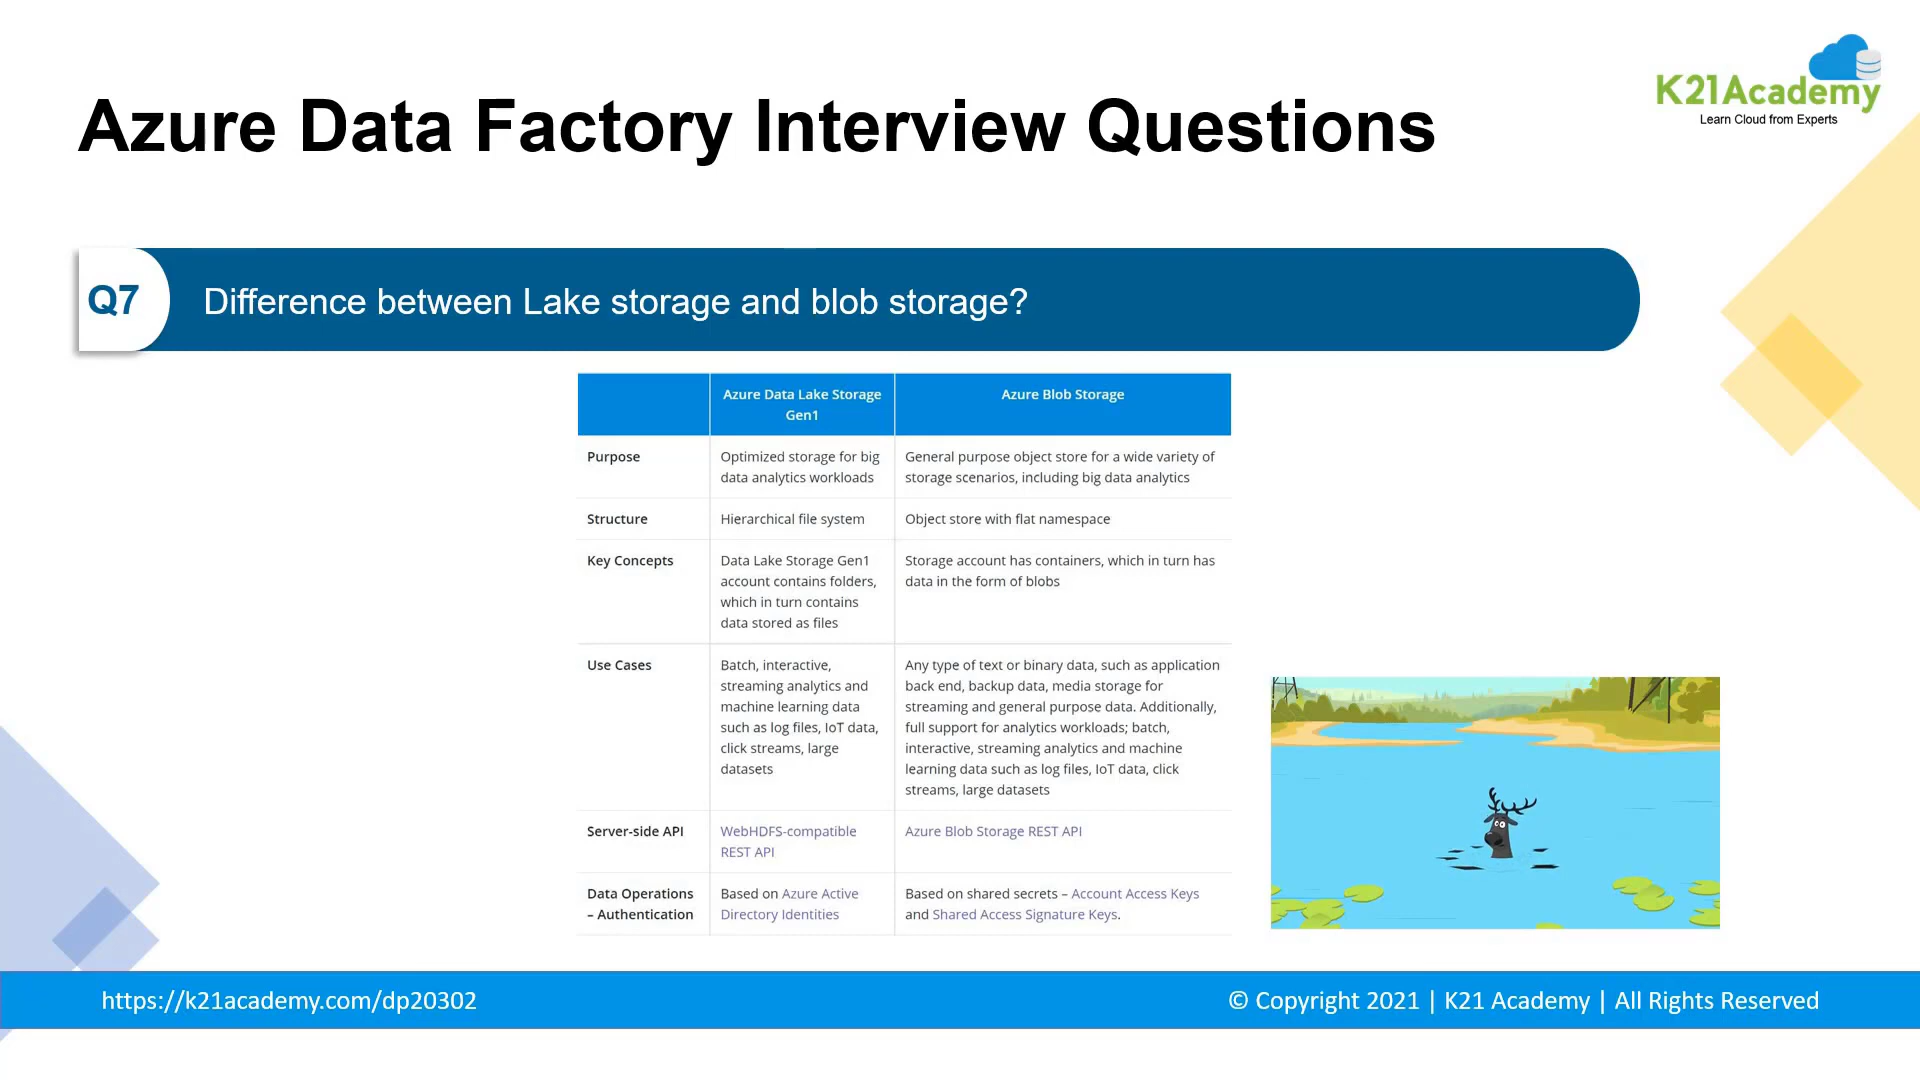 K21Academy
Learn Cloud from Experts
Azure Data Factory Interview Questions
Q7
Difference between Lake storage and blob storage?
Azure Data Lake Storage
Gen1
Azure Blob Storage
Purpose
Optimized storage for big
data analytics workloads
General purpose object store for a wide variety of
storage scenarios, including big data analytics
Structure
Hierarchical file system
Object store with flat namespace
Key Concepts
Data Lake Storage Gen1
account contains folders,
which in turn contains
data stored as files
Storage account has containers, which in turn has
data in the form of blobs
Use Cases
Batch, interactive,
streaming analytics and
machine learning data
such as log files, IoT data,
click streams, large
datasets
Any type of text or binary data, such as application
back end, backup data, media storage for
streaming and general purpose data. Additionally,
full support for analytics workloads; batch,
interactive, streaming analytics and machine
learning data such as log files, IoT data, click
streams, large datasets
Server-side API
WebHDFS-compatible
REST API
Azure Blob Storage REST API
Data Operations
– Authentication
Based on Azure Active
Directory Identities
Based on shared secrets – Account Access Keys
and Shared Access Signature Keys.
https://k21academy.com/dp20302
© Copyright 2021 | K21 Academy | All Rights Reserved